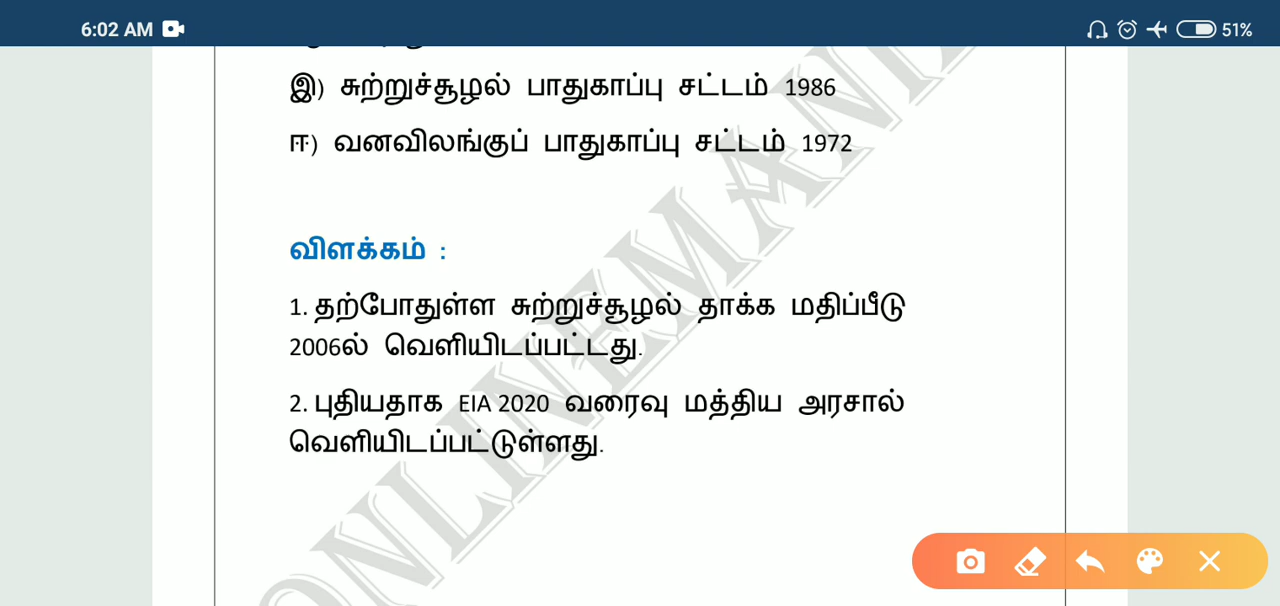 6:02 AM
51%
இ) சுற்றுச்சூழல் பாதுகாப்பு சட்டம் 1986
ஈ) வனவிலங்குப் பாதுகாப்பு சட்டம் 1972
விளக்கம் :
1. தற்போதுள்ள சுற்றுச்சூழல் தாக்க மதிப்பீடு
2006ல் வெளியிடப்பட்டது.
2. புதியதாக EIA 2020 வரைவு மத்திய அரசால்
வெளியிடப்பட்டுள்ளது.